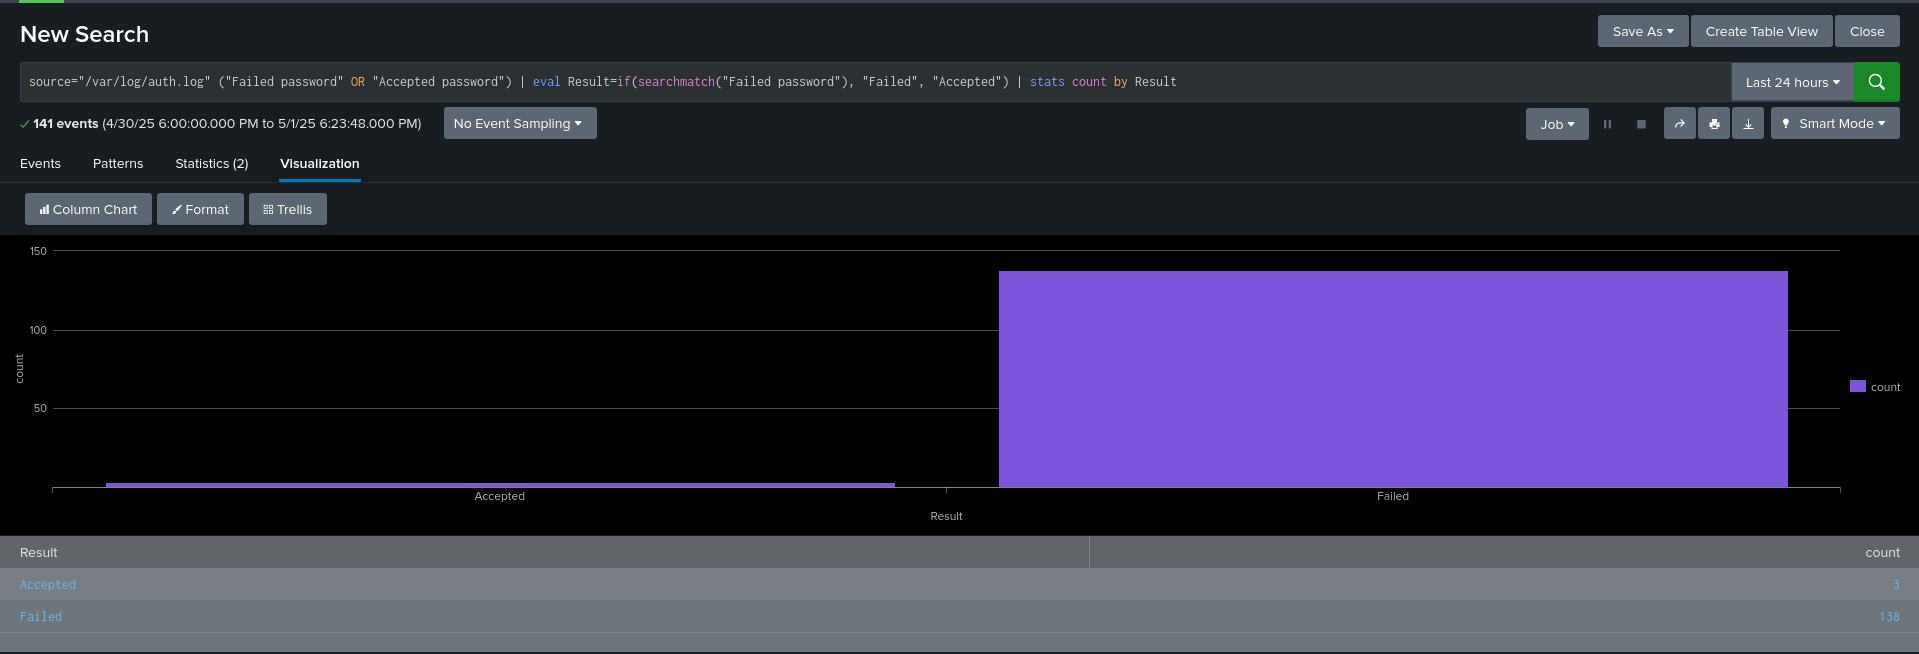 New Search
Save As
Create Table View
Close
source="/var/log/auth.log" ("Failed password" OR "Accepted password") | eval Result=if(searchmatch("Failed password"), "Failed", "Accepted") | stats count by Result
Last 24 hours
141 events (4/30/25 6:00:00.000 PM to 5/1/25 6:23:48.000 PM)
No Event Sampling
Job
Smart Mode
Events
Patterns
Statistics (2)
Visualization
Column Chart
Format
Trellis
150
100
50
count
Accepted
Failed
Result
count
Result
count
Accepted
3
Failed
138